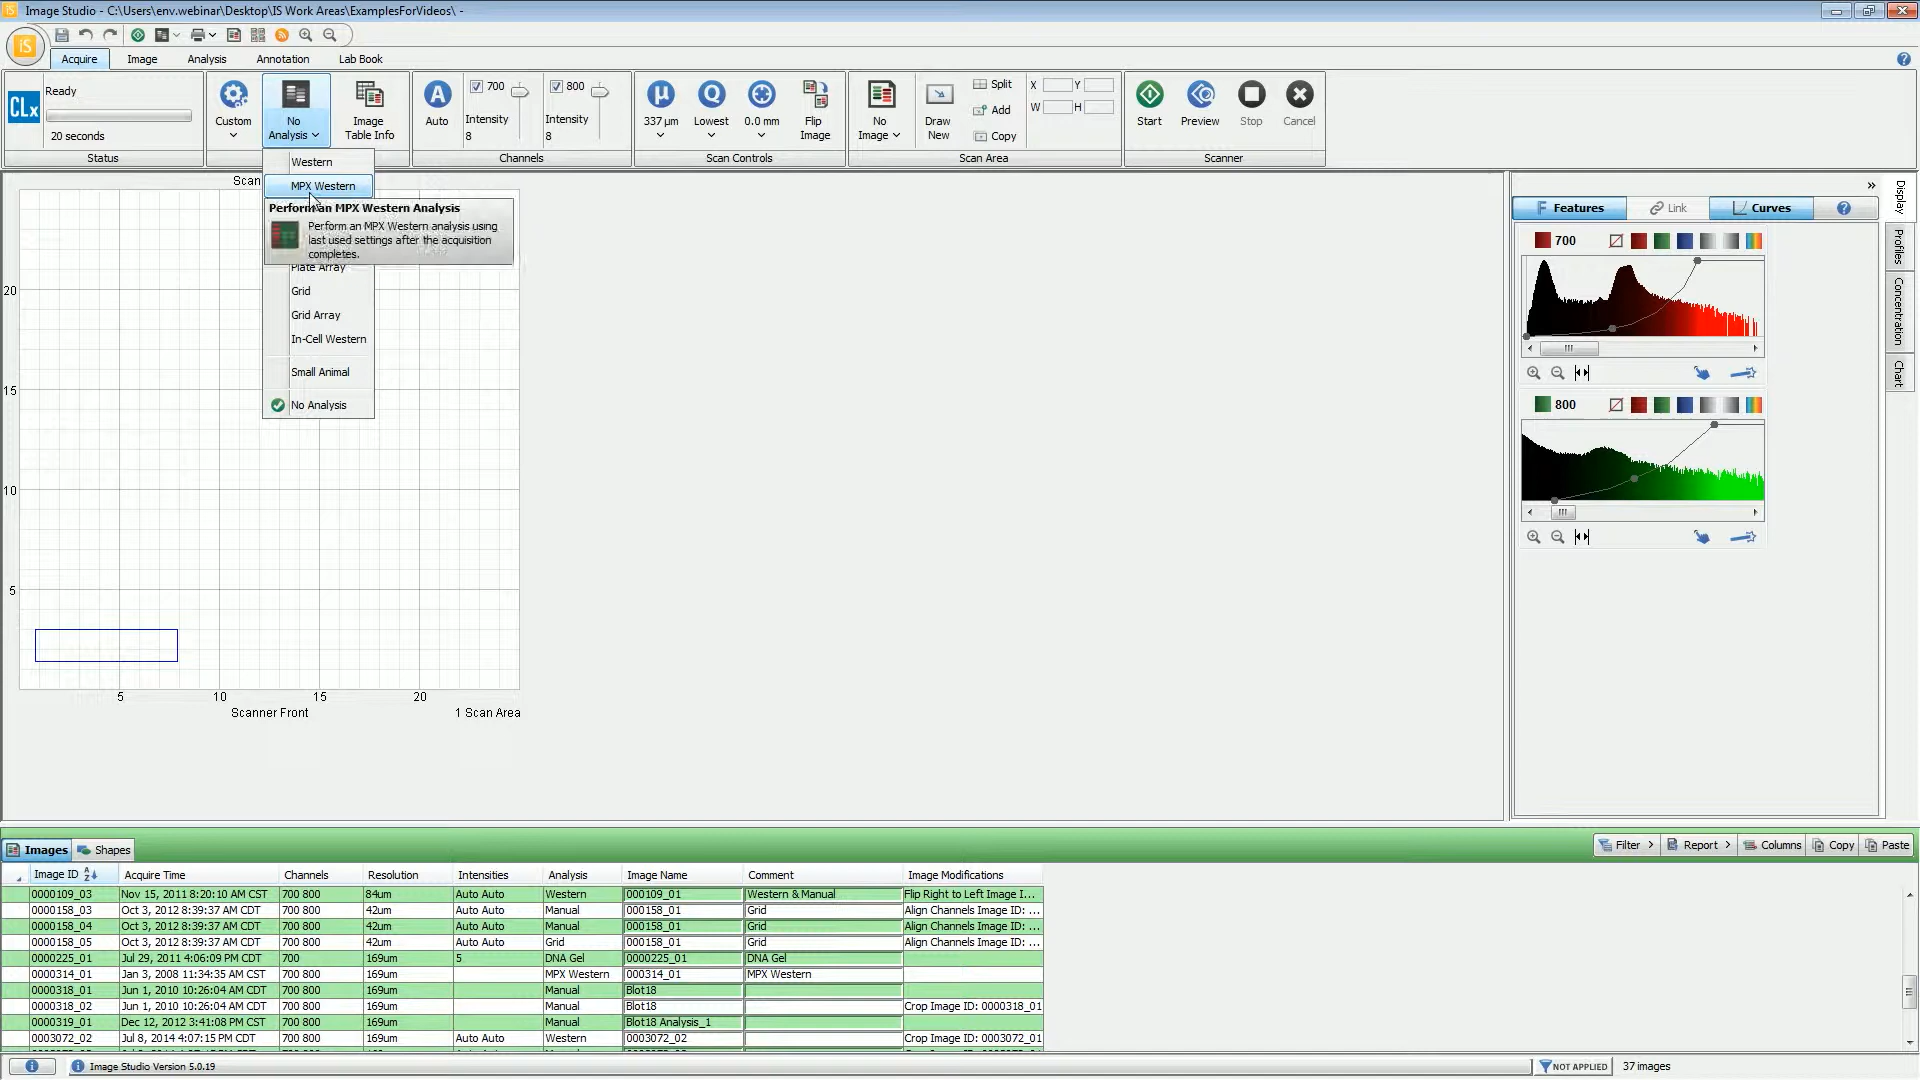 Image Studio - C:\Users\env.webinar\Desktop\IS Work Areas\ExamplesForVideos\ -
IS
Acquire Image Analysis Annotation Lab Book
CLx
Ready
20 seconds
Status
Custom
No Analysis
Image Table Info
Auto
700
Intensity
8
800
Intensity
8
Channels
337 µm
Lowest
0.0 mm
Flip Image
Scan Controls
No Image
Draw New
Split
Add
Copy
X Y
W H
Scan Area
Start
Preview
Stop
Cancel
Scanner
Western
MPX Western
Perform an MPX Western Analysis
Perform an MPX Western analysis using
last used settings after the acquisition
completes.
Plate Array
Grid
Grid Array
In-Cell Western
Small Animal
No Analysis
Scan
20
15
10
5
5 10 15 20
Scanner Front 1 Scan Area
Features Link Curves
700
800
Display
Profiles
Concentration
Chart
Images Shapes
Filter Report Columns Copy Paste
Image ID Acquire Time Channels Resolution Intensities Analysis Image Name Comment Image Modifications
0000109_03 Nov 15, 2011 8:20:10 AM CST 700 800 84um Auto Auto Western 000109_01 Western & Manual Flip Right to Left Image I...
0000158_03 Oct 3, 2012 8:39:37 AM CDT 700 800 42um Auto Auto Manual 000158_01 Grid Align Channels Image ID: ...
0000158_04 Oct 3, 2012 8:39:37 AM CDT 700 800 42um Auto Auto Manual 000158_01 Grid Align Channels Image ID: ...
0000158_05 Oct 3, 2012 8:39:37 AM CDT 700 800 42um Auto Auto Grid 000158_01 Grid Align Channels Image ID: ...
0000225_01 Jul 29, 2011 4:06:09 PM CDT 700 169um 5 DNA Gel 0000225_01 DNA Gel
0000314_01 Jan 3, 2008 11:34:35 AM CST 700 800 169um MPX Western 000314_01 MPX Western
0000318_01 Jun 1, 2010 10:26:04 AM CDT 700 800 169um Manual Blot18
0000318_02 Jun 1, 2010 10:26:04 AM CDT 700 800 169um Manual Blot18 Crop Image ID: 0000318_01
0000319_01 Dec 12, 2012 3:41:08 PM CST 700 800 169um Manual Blot18 Analysis_1
0003072_02 Jul 8, 2014 4:07:15 PM CDT 700 800 169um Auto Auto Western 0003072_02 Crop Image ID: 0003072_01
Image Studio Version 5.0.19
NOT APPLIED 37 images